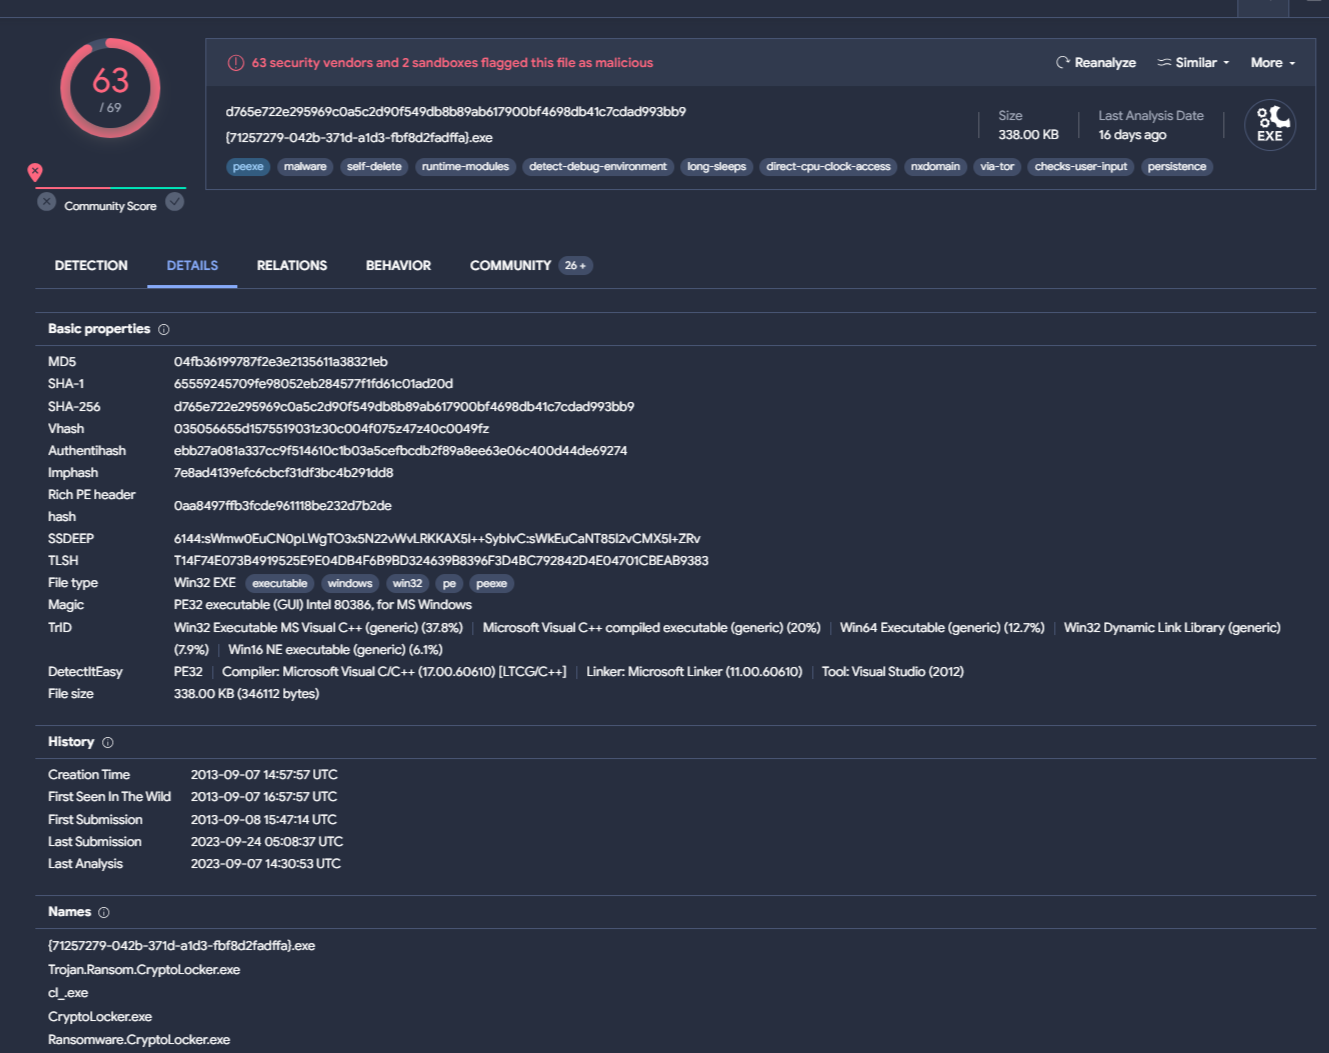 63
/ 69
Community Score
63 security vendors and 2 sandboxes flagged this file as malicious
Reanalyze Similar More
d765e722e295969c0a5c2d90f549db8b89ab617900bf4698db41c7cdad993bb9
{71257279-042b-371d-a1d3-fbf8d2fadffa}.exe
Size
338.00 KB
Last Analysis Date
16 days ago
EXE
peexe malware self-delete runtime-modules detect-debug-environment long-sleeps direct-cpu-clock-access nxdomain via-tor checks-user-input persistence
DETECTION DETAILS RELATIONS BEHAVIOR COMMUNITY 26 +
Basic properties
MD5 04fb36199787f2e3e2135611a38321eb
SHA-1 65559245709fe98052eb284577f1fd61c01ad20d
SHA-256 d765e722e295969c0a5c2d90f549db8b89ab617900bf4698db41c7cdad993bb9
Vhash 035056655d1575519031z30c004f075z47z40c0049fz
Authentihash ebb27a081a337cc9f514610c1b03a5cefbcdb2f89a8ee63e06c400d44de69274
Imphash 7e8ad4139efc6cbcf31df3bc4b291dd8
Rich PE header
hash 0aa8497ffb3fcde961118be232d7b2de
SSDEEP 6144:sWmw0EuCN0pLWgTO3x5N22vWvLRKKAX5l++SybIvC:sWkEuCaNT85I2vCMX5l+ZRv
TLSH T14F74E073B4919525E9E04DB4F6B9BD324639B8396F3D4BC792842D4E04701CBEAB9383
File type Win32 EXE executable windows win32 pe peexe
Magic PE32 executable (GUI) Intel 80386, for MS Windows
TrID Win32 Executable MS Visual C++ (generic) (37.8%) Microsoft Visual C++ compiled executable (generic) (20%) Win64 Executable (generic) (12.7%) Win32 Dynamic Link Library (generic)
(7.9%) Win16 NE executable (generic) (6.1%)
DetectItEasy PE32 Compiler: Microsoft Visual C/C++ (17.00.60610) [LTCG/C++] Linker: Microsoft Linker (11.00.60610) Tool: Visual Studio (2012)
File size 338.00 KB (346112 bytes)
History
Creation Time 2013-09-07 14:57:57 UTC
First Seen In The Wild 2013-09-07 16:57:57 UTC
First Submission 2013-09-08 15:47:14 UTC
Last Submission 2023-09-24 05:08:37 UTC
Last Analysis 2023-09-07 14:30:53 UTC
Names
{71257279-042b-371d-a1d3-fbf8d2fadffa}.exe
Trojan.Ransom.CryptoLocker.exe
cl_.exe
CryptoLocker.exe
Ransomware.CryptoLocker.exe